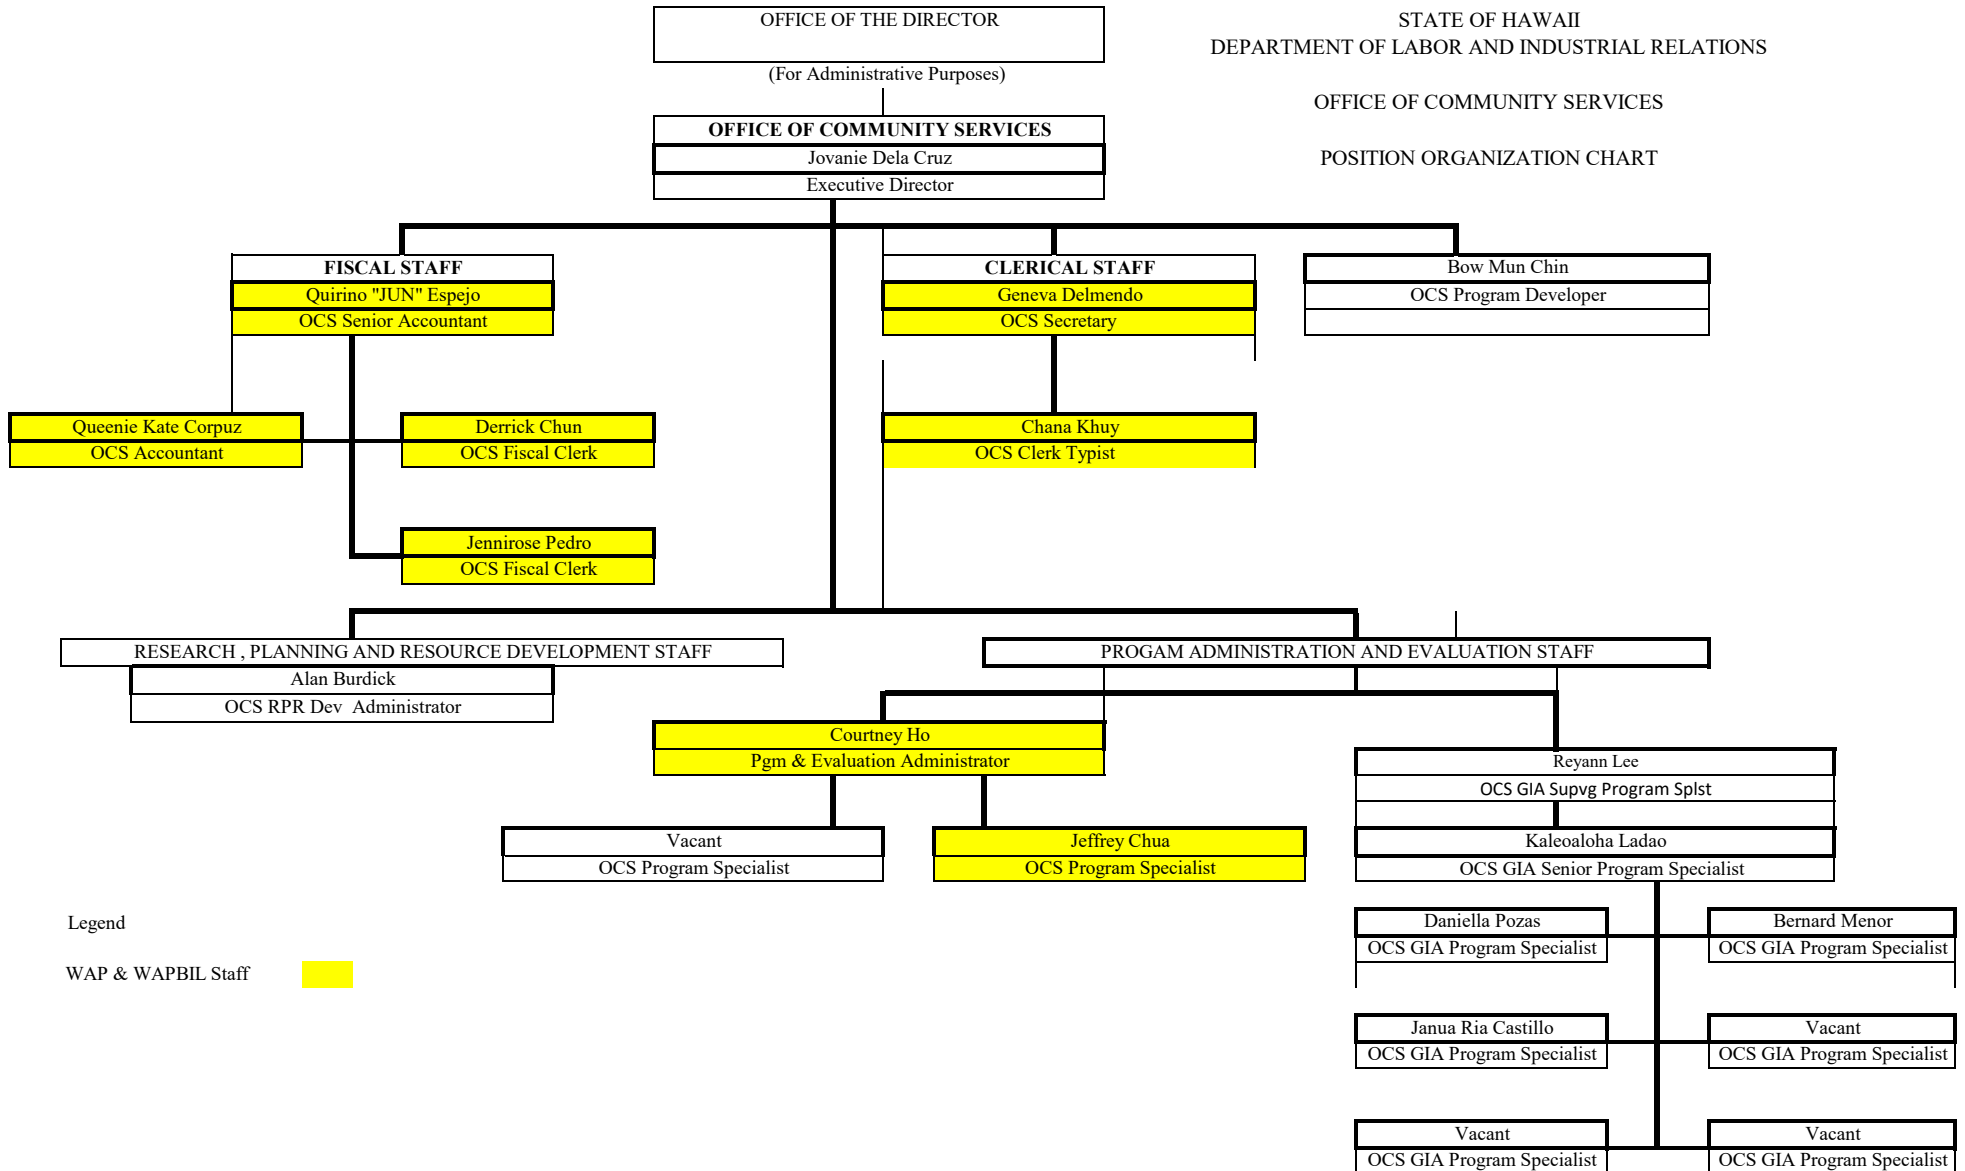 OFFICE OF THE DIRECTOR
(For Administrative Purposes)
STATE OF HAWAII
DEPARTMENT OF LABOR AND INDUSTRIAL RELATIONS
OFFICE OF COMMUNITY SERVICES
POSITION ORGANIZATION CHART
OFFICE OF COMMUNITY SERVICES
Jovanie Dela Cruz
Executive Director
FISCAL STAFF
Quirino "JUN" Espejo
OCS Senior Accountant
CLERICAL STAFF
Geneva Delmendo
OCS Secretary
Bow Mun Chin
OCS Program Developer
Queenie Kate Corpuz
OCS Accountant
Derrick Chun
OCS Fiscal Clerk
Chana Khuy
OCS Clerk Typist
Jennirose Pedro
OCS Fiscal Clerk
RESEARCH , PLANNING AND RESOURCE DEVELOPMENT STAFF
Alan Burdick
OCS RPR Dev  Administrator
PROGAM ADMINISTRATION AND EVALUATION STAFF
Courtney Ho
Pgm & Evaluation Administrator
Reyann Lee
OCS GIA Supvg Program Splst
Vacant
OCS Program Specialist
Jeffrey Chua
OCS Program Specialist
Kaleoaloha Ladao
OCS GIA Senior Program Specialist
Legend
WAP & WAPBIL Staff
Daniella Pozas
OCS GIA Program Specialist
Bernard Menor
OCS GIA Program Specialist
Janua Ria Castillo
OCS GIA Program Specialist
Vacant
OCS GIA Program Specialist
Vacant
OCS GIA Program Specialist
Vacant
OCS GIA Program Specialist